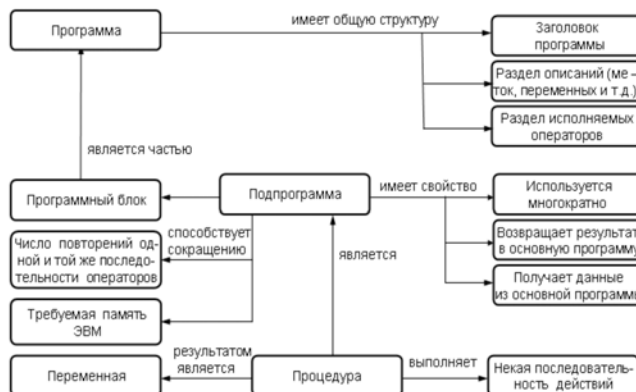 имеет общую структуру
Программа
Заголовок
программы
Раздел описаний (ме –
ток, переменных и т.д.)
Раздел исполняемых
операторов
является частью
Программный блок
Подпрограмма
имеет свойство
Используется
многократно
способствует
сокращению
Число повторений од-
ной и той же последо-
тельности операторов
является
Возвращает результат
в основную программу
Получает данные
из основной программы
Требуемая память
ЭВМ
результатом
является
Переменная
Процедура
выполняет
Некая последователь-
ность действий